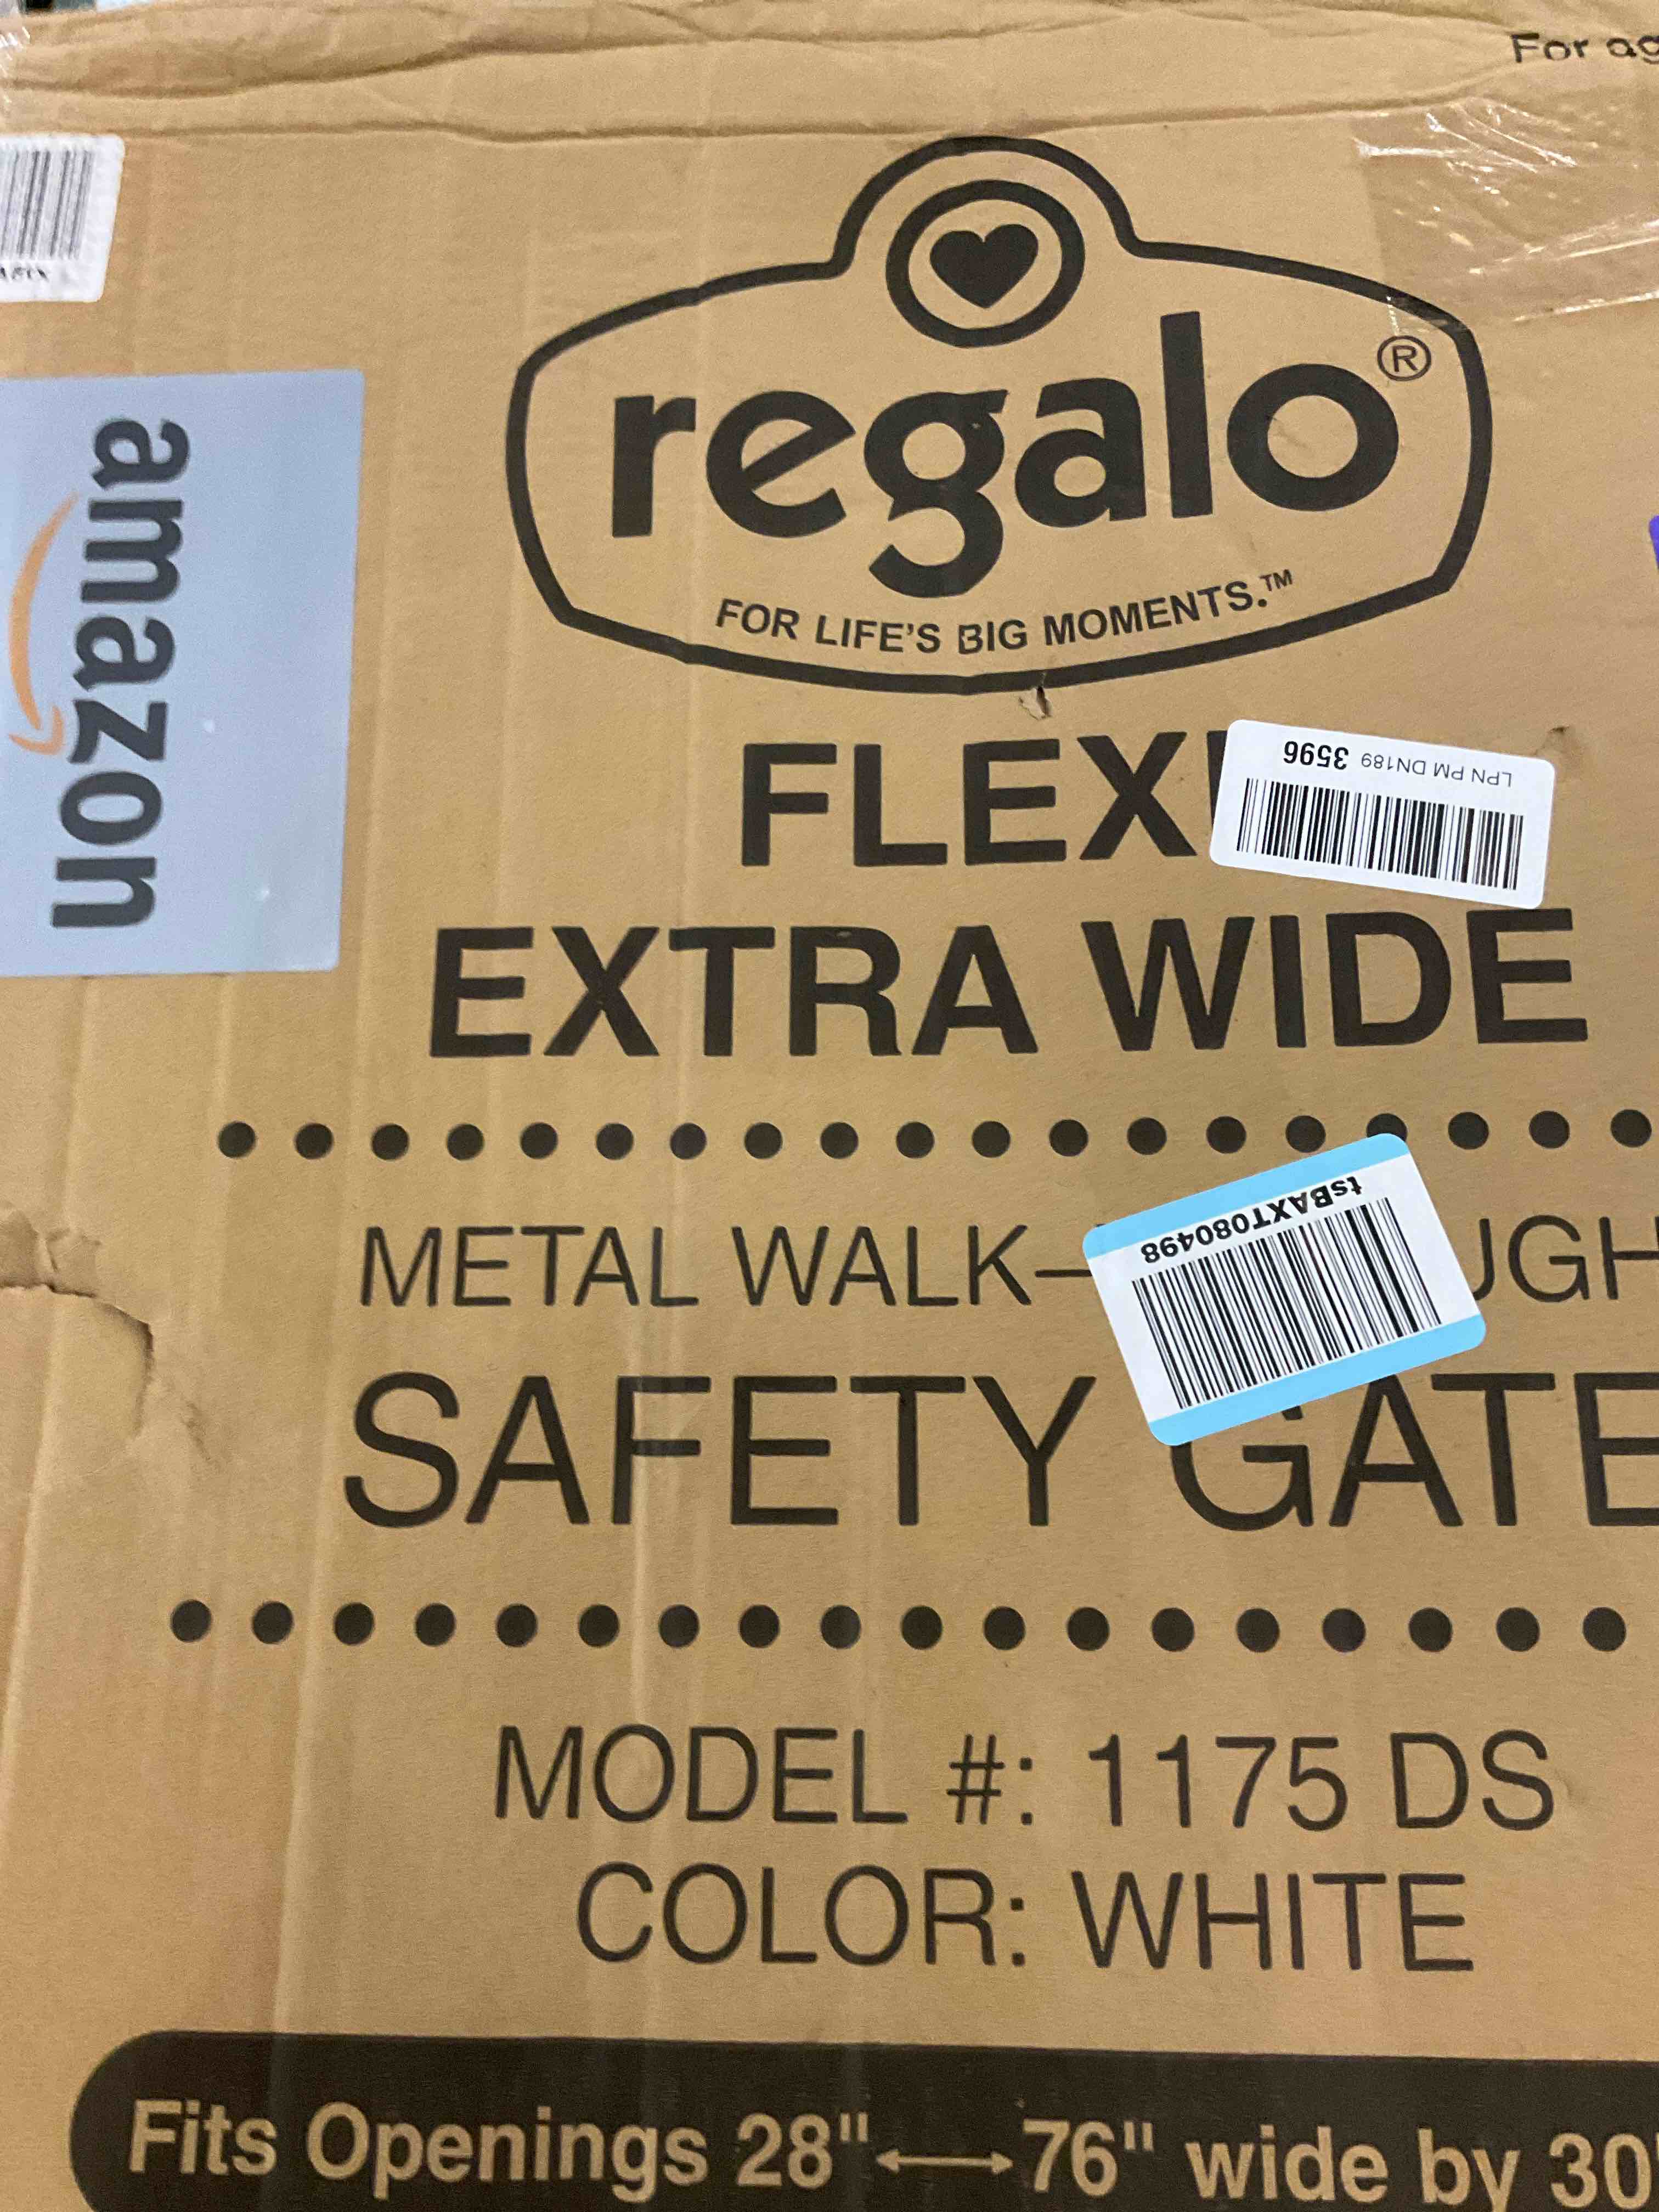 For ag
regalo®
FOR LIFE'S BIG MOMENTS.™
amazon
FLEXI
LPN PM DN189 3596
EXTRA WIDE
tsBAXT080498
METAL WALK- UGH
SAFETY GATE
MODEL #: 1175 DS
COLOR: WHITE
Fits Openings 28" 76" wide by 30"